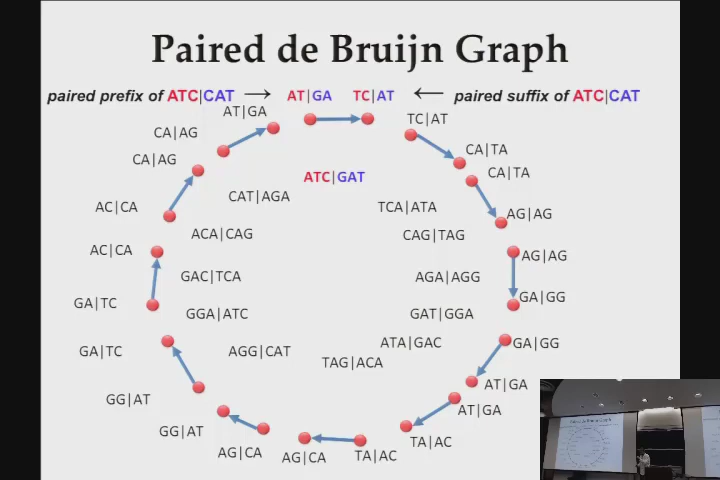 Paired de Bruijn Graph
paired prefix of ATC|CAT
AT|GA
TC|AT
paired suffix of ATC|CAT
AT|GA
TC|AT
CA|AG
CA|TA
CA|AG
CA|TA
ATC|GAT
CAT|AGA
TCA|ATA
AC|CA
AG|AG
ACA|CAG
CAG|TAG
AC|CA
AG|AG
GAC|TCA
AGA|AGG
GA|TC
GA|GG
GGA|ATC
GAT|GGA
GA|TC
AGG|CAT
ATA|GAC
GA|GG
TAG|ACA
AT|GA
GG|AT
AT|GA
GG|AT
TA|AC
AG|CA
AG|CA
TA|AC